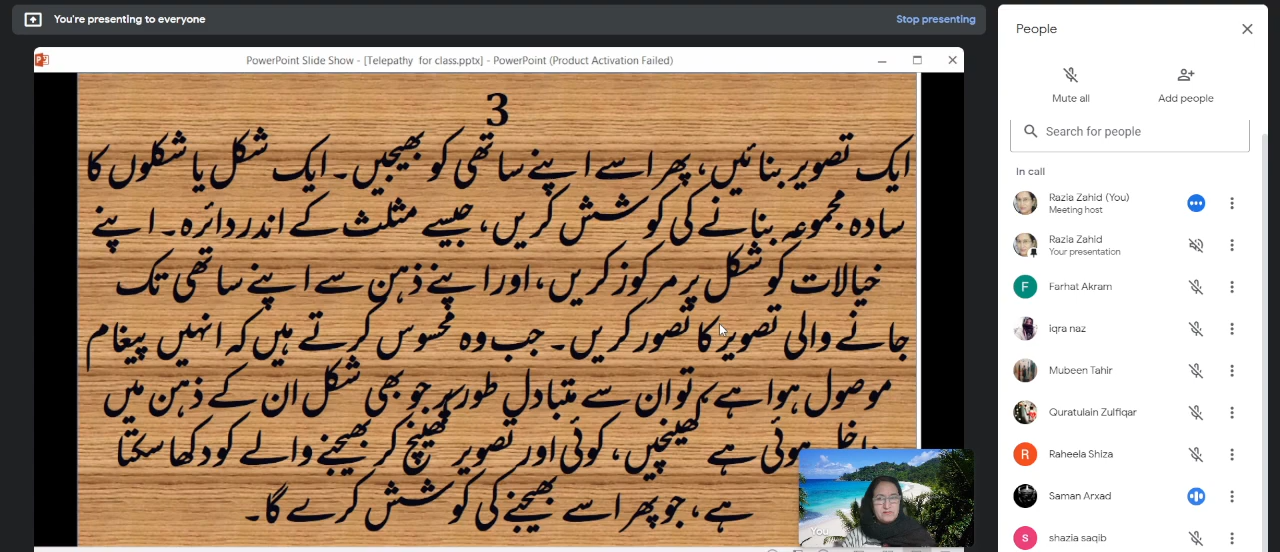 You're presenting to everyone
Stop presenting
PowerPoint Slide Show - [Telepathy for class.pptx] - PowerPoint (Product Activation Failed)
3
ایک تصویر بنائیں، پھر اسے اپنے ساتھی کو بھیجیں۔ ایک شکل یا شکلوں کا
سادہ مجموعہ بنانے کی کوشش کریں، جیسے مثلث کے اندر دائرہ۔ اپنے
خیالات کو شکل پر مرکوز کریں، اور اپنے ذہن سے اپنے ساتھی تک
جانے والی تصویر کا تصور کریں۔ جب وہ محسوس کرتے ہیں کہ انہیں پیغام
موصول ہوا ہے، تو ان سے متبادل طور پر جو بھی شکل ان کے ذہن میں
ہوئی ہے کھینچیں، کوئی اور تصویر کھینچ کر بھیجنے والے کو دکھا سکتا
ہے، جو پھر اسے بھیجنے کی کوشش کرے گا۔
You
People
Mute all
Add people
Search for people
In call
Razia Zahid (You)
Meeting host
Razia Zahid
Your presentation
F
Farhat Akram
iqra naz
Mubeen Tahir
Quratulain Zulfiqar
R
Raheela Shiza
Saman Arxad
S
shazia saqib